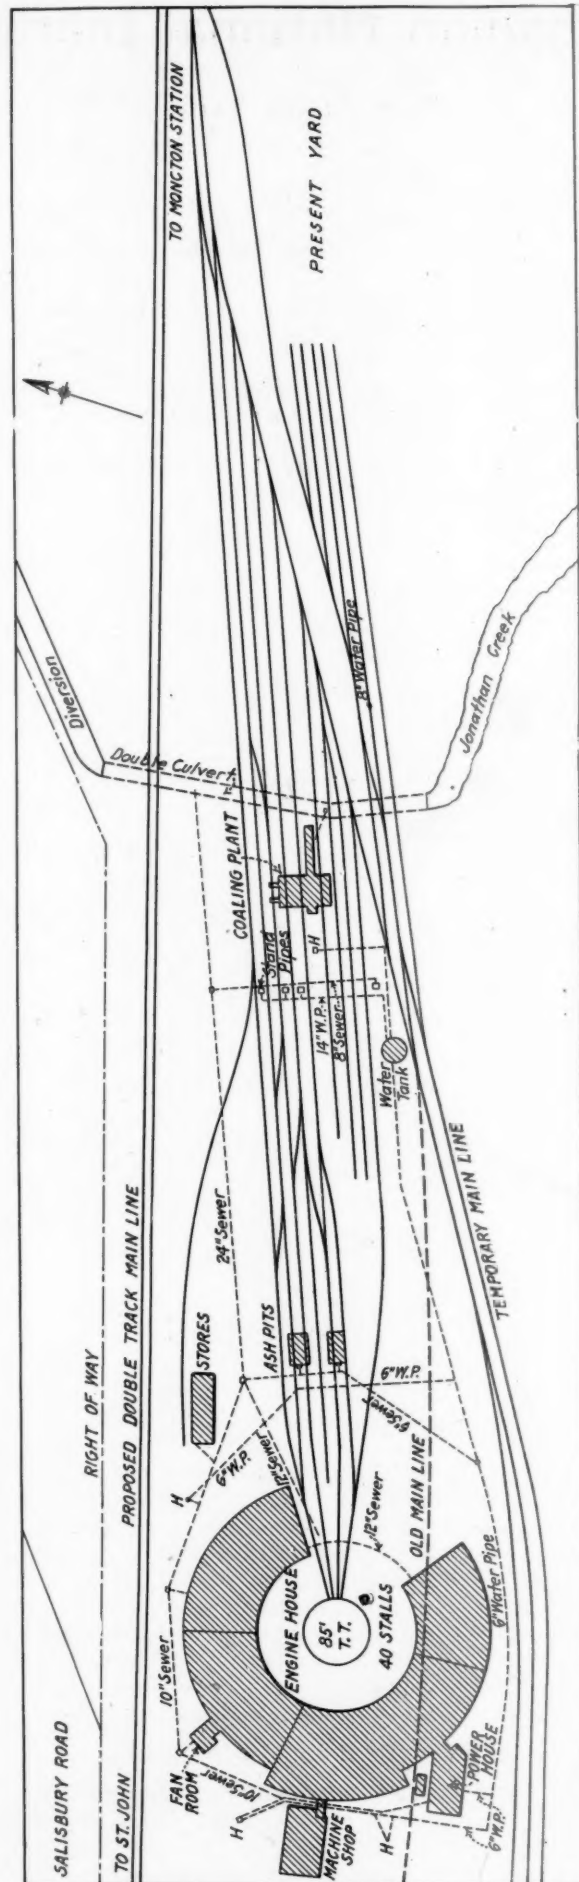 SALISBURY ROAD
RIGHT OF WAY
TO ST. JOHN
PROPOSED DOUBLE TRACK MAIN LINE
TO MONCTON STATION
PRESENT YARD
Diversion
Double Culvert
Jonathan Creek
8" Water Pipe
COALING PLANT
Stand
Pipes
H
14" W.P.
8" Sewer
Water
Tank
TEMPORARY MAIN LINE
24" Sewer
STORES
ASH PITS
6" W.P.
6" Sewer
H
6" W.P.
12" Sewer
12" Sewer
OLD MAIN LINE
6" Water Pipe
10" Sewer
ENGINE HOUSE
85'
T.T.
40 STALLS
FAN
ROOM
10" Sewer
H
MACHINE
SHOP
H
POWER
HOUSE
6" W.P.